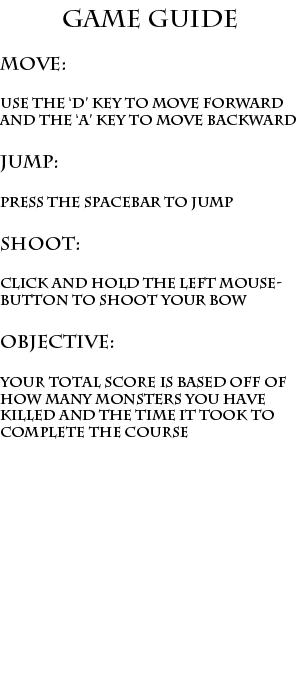 GAME GUIDE
MOVE:
USE THE 'D' KEY TO MOVE FORWARD
AND THE 'A' KEY TO MOVE BACKWARD
JUMP:
PRESS THE SPACEBAR TO JUMP
SHOOT:
CLICK AND HOLD THE LEFT MOUSE-
BUTTON TO SHOOT YOUR BOW
OBJECTIVE:
YOUR TOTAL SCORE IS BASED OFF OF
HOW MANY MONSTERS YOU HAVE
KILLED AND THE TIME IT TOOK TO
COMPLETE THE COURSE